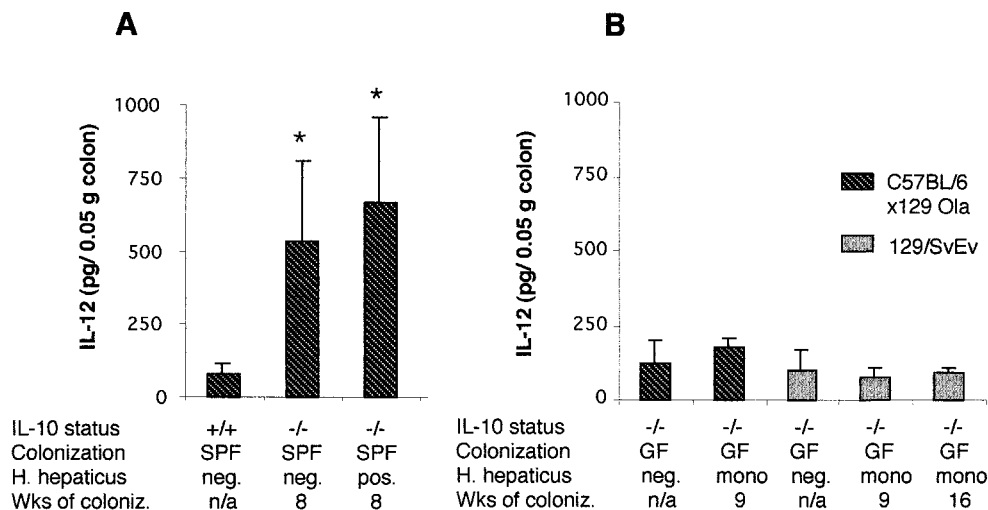 A
B
IL-12 (pg/ 0.05 g colon)
1000
750
500
250
0
*
*
IL-10 status +/+ -/- -/-
Colonization SPF SPF SPF
H. hepaticus neg. neg. pos.
Wks of coloniz. n/a 8 8
IL-12 (pg/ 0.05 g colon)
1000
750
500
250
0
C57BL/6
x129 Ola
129/SvEv
IL-10 status -/- -/- -/- -/- -/-
Colonization GF GF GF GF GF
H. hepaticus neg. mono neg. mono mono
Wks of coloniz. n/a 9 n/a 9 16